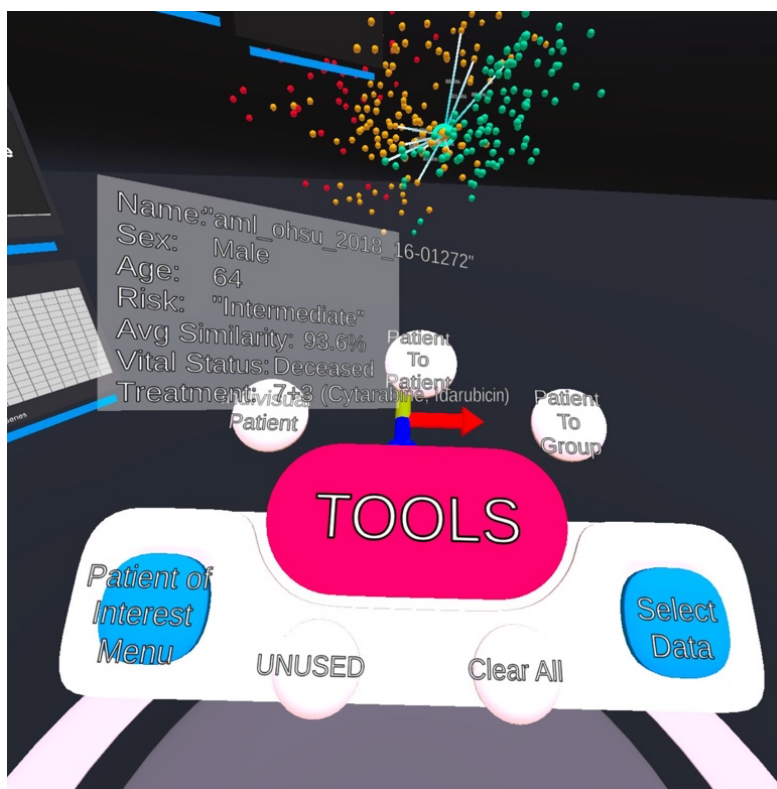 Name:"aml_ohsu_2018_16-01272"
Sex: Male
Age: 64
Risk: "Intermediate"
Avg Similarity: 93.6%
Vital Status: Deceased
Treatment: 7+3 (Cytarabine, Idarubicin)
Patient
To
Patient
Patient
Patient
To
Group
TOOLS
Patient of
Interest
Menu
Select
Data
UNUSED
Clear All